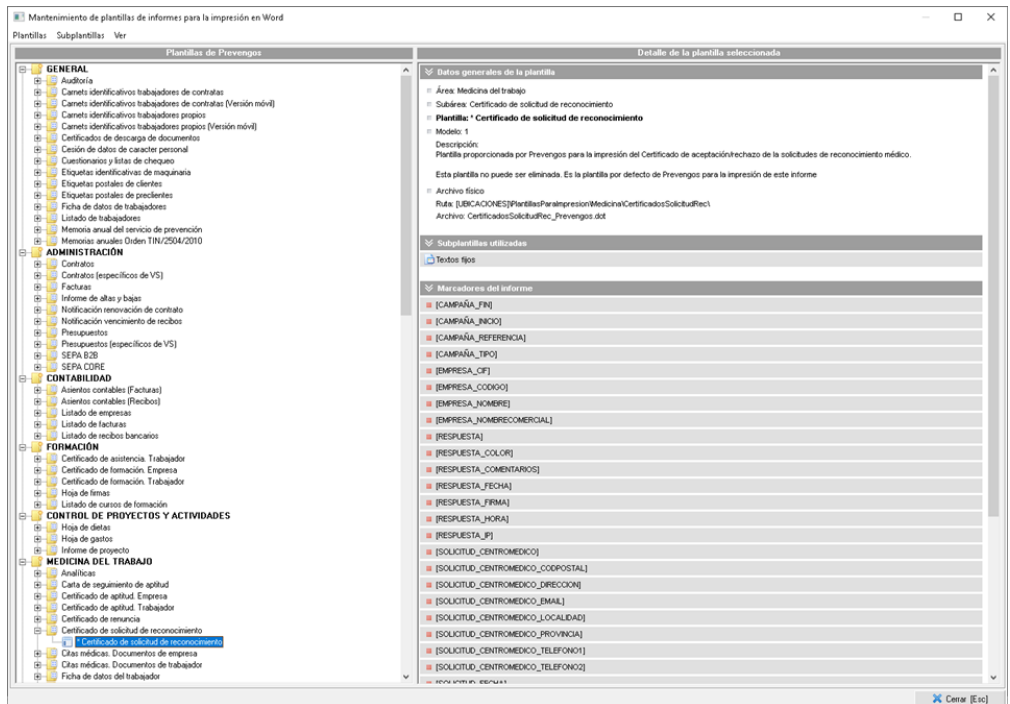 Mantenimiento de plantillas de informes para la impresión en Word
Plantillas Subplantillas Ver
Plantillas de Prevengos
GENERAL
Auditoría
Carnets identificativos trabajadores de contratas
Carnets identificativos trabajadores de contratas (Versión móvil)
Carnets identificativos trabajadores propios
Carnets identificativos trabajadores propios (Versión móvil)
Certificados de descarga de documentos
Cesión de datos de caracter personal
Cuestionarios y listas de chequeo
Etiquetas identificativas de maquinaria
Etiquetas postales de clientes
Etiquetas postales de preclientes
Ficha de datos de trabajadores
Listado de trabajadores
Memoria anual del servicio de prevención
Memorias anuales Orden TIN/2504/2010
ADMINISTRACIÓN
Contratos
Contratos (específicos de VS)
Facturas
Informe de altas y bajas
Notificación renovación de contrato
Notificación vencimiento de recibos
Presupuestos
Presupuestos (específicos de VS)
SEPA B2B
SEPA CORE
CONTABILIDAD
Asientos contables (Facturas)
Asientos contables (Recibos)
Listado de empresas
Listado de facturas
Listado de recibos bancarios
FORMACIÓN
Certificado de asistencia. Trabajador
Certificado de formación. Empresa
Certificado de formación. Trabajador
Hoja de firmas
Listado de cursos de formación
CONTROL DE PROYECTOS Y ACTIVIDADES
Hoja de dietas
Hoja de gastos
Informe de proyecto
MEDICINA DEL TRABAJO
Analíticas
Carta de seguimiento de aptitud
Certificado de aptitud. Empresa
Certificado de aptitud. Trabajador
Certificado de renuncia
Certificado de solicitud de reconocimiento
* Certificado de solicitud de reconocimiento
Citas médicas. Documentos de empresa
Citas médicas. Documentos de trabajador
Ficha de datos del trabajador
Detalle de la plantilla seleccionada
Datos generales de la plantilla
Área: Medicina del trabajo
Subárea: Certificado de solicitud de reconocimiento
Plantilla: * Certificado de solicitud de reconocimiento
Modelo: 1
Descripción:
Plantilla proporcionada por Prevengos para la impresión del Certificado de aceptación/rechazo de la solicitudes de reconocimiento médico.
Esta plantilla no puede ser eliminada. Es la plantilla por defecto de Prevengos para la impresión de este informe
Archivo físico
Ruta: [UBICACIONES]\PlantillasParaImpresion\Medicina\CertificadosSolicitudRec\
Archivo: CertificadosSolicitudRec_Prevengos.dot
Subplantillas utilizadas
Textos fijos
Marcadores del informe
[CAMPAÑA_FIN]
[CAMPAÑA_INICIO]
[CAMPAÑA_REFERENCIA]
[CAMPAÑA_TIPO]
[EMPRESA_CIF]
[EMPRESA_CODIGO]
[EMPRESA_NOMBRE]
[EMPRESA_NOMBRECOMERCIAL]
[RESPUESTA]
[RESPUESTA_COLOR]
[RESPUESTA_COMENTARIOS]
[RESPUESTA_FECHA]
[RESPUESTA_FIRMA]
[RESPUESTA_HORA]
[RESPUESTA_IP]
[SOLICITUD_CENTROMEDICO]
[SOLICITUD_CENTROMEDICO_CODPOSTAL]
[SOLICITUD_CENTROMEDICO_DIRECCION]
[SOLICITUD_CENTROMEDICO_EMAIL]
[SOLICITUD_CENTROMEDICO_LOCALIDAD]
[SOLICITUD_CENTROMEDICO_PROVINCIA]
[SOLICITUD_CENTROMEDICO_TELEFONO1]
[SOLICITUD_CENTROMEDICO_TELEFONO2]
[SOLICITUD_FECHA]
Cerrar [Esc]